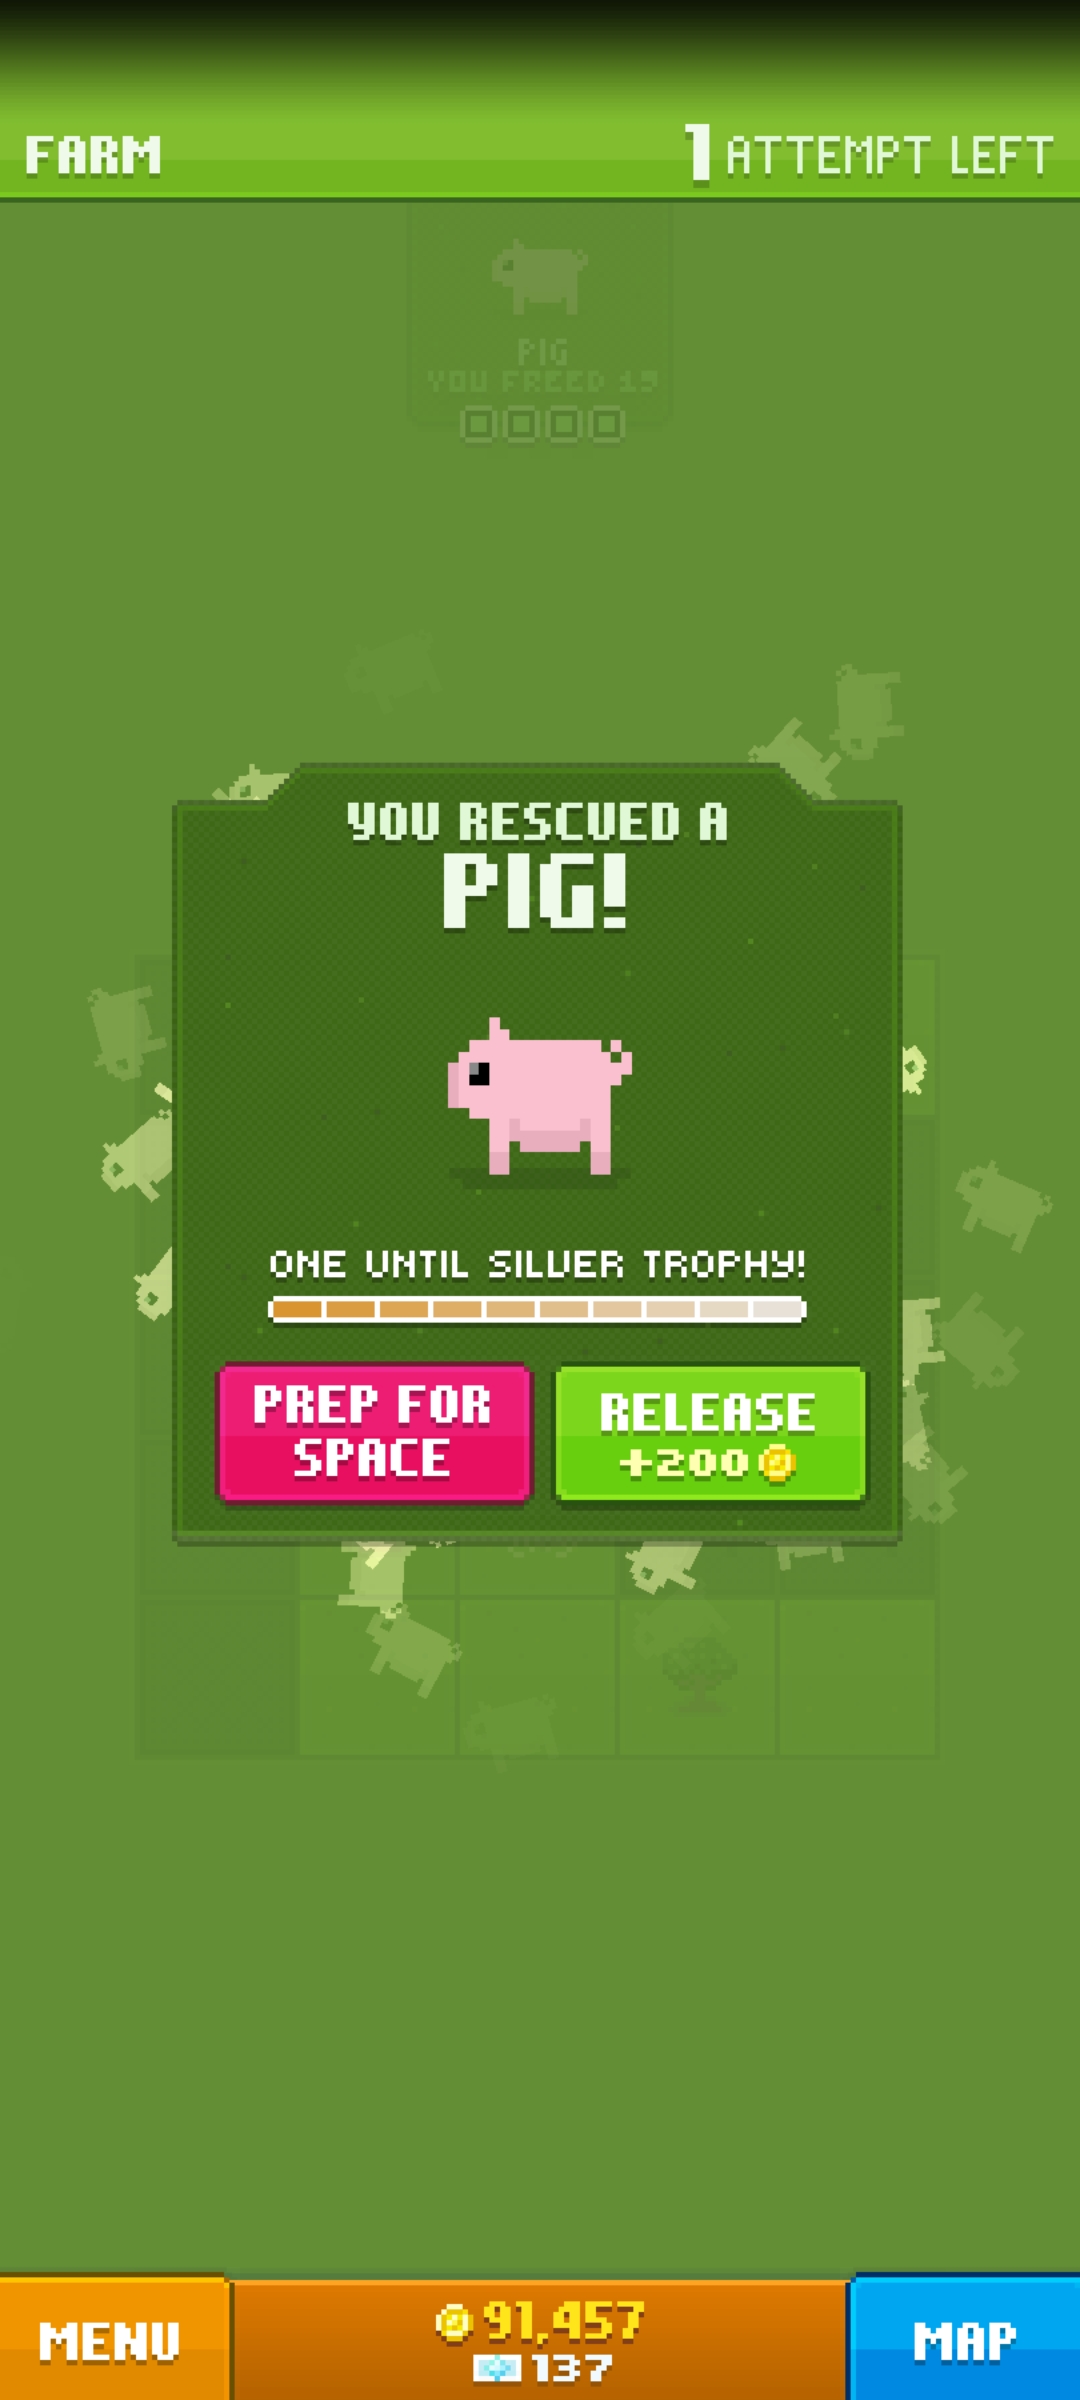 FARM
1 ATTEMPT LEFT
PIG
YOU FREED 19
YOU RESCUED A
PIG!
ONE UNTIL SILVER TROPHY!
PREP FOR
SPACE
RELEASE
+200
MENU
91,457
137
MAP